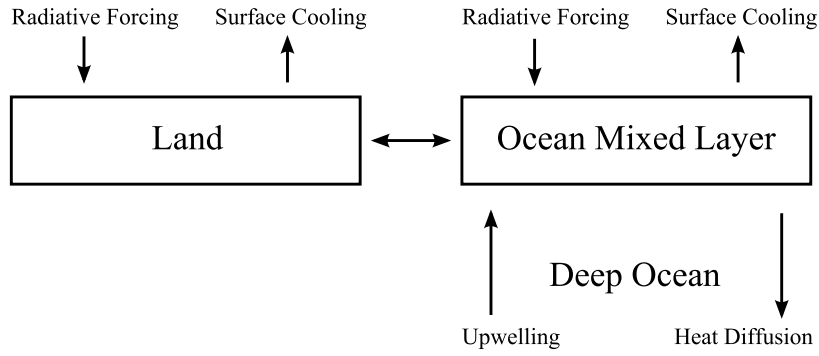 Radiative Forcing
Surface Cooling
Radiative Forcing
Surface Cooling
Land
Ocean Mixed Layer
Deep Ocean
Upwelling
Heat Diffusion